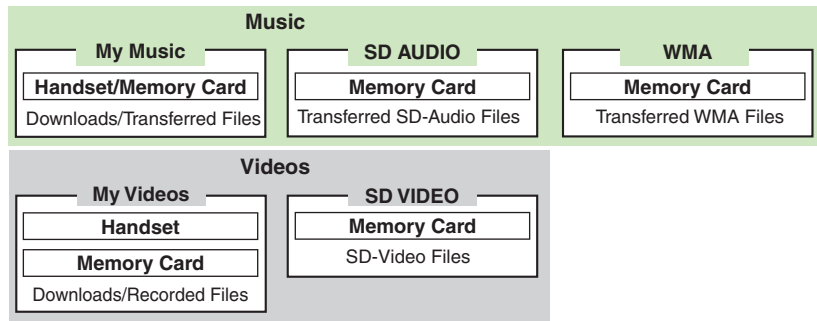 Music
My Music
Handset/Memory Card
Downloads/Transferred Files
SD AUDIO
Memory Card
Transferred SD-Audio Files
WMA
Memory Card
Transferred WMA Files
Videos
My Videos
Handset
Memory Card
Downloads/Recorded Files
SD VIDEO
Memory Card
SD-Video Files